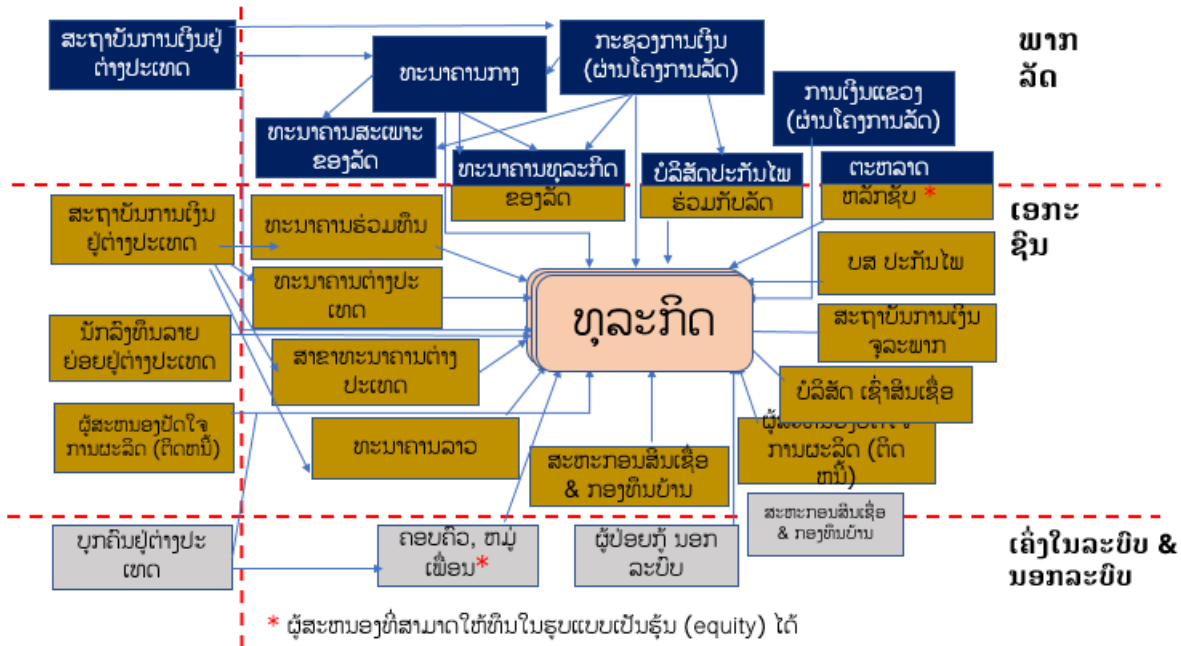 ສະຖາບັນການເງິນຢູ່
ຕ່າງປະເທດ
ທະນາຄານກາງ
ກະຊວງການເງິນ
(ຜ່ານໂຄງການລັດ)
ການເງິນແຂວງ
(ຜ່ານໂຄງການລັດ)
ພາກ
ລັດ
ທະນາຄານສະເພາະ
ຂອງລັດ
ທະນາຄານທຸລະກິດ
ຂອງລັດ
ບໍລິສັດປະກັນໄພ
ຮ່ວມກັບລັດ
ຕະຫລາດ
ຫລັກຊັບ *
ສະຖາບັນການເງິນ
ຢູ່ຕ່າງປະເທດ
ທະນາຄານຮ່ວມທຶນ
ເອກະ
ຊົນ
ທະນາຄານຕ່າງປະ
ເທດ
ບສ ປະກັນໄພ
ທຸລະກິດ
ນັກລົງທຶນລາຍ
ຍ່ອຍຢູ່ຕ່າງປະເທດ
ສາຂາທະນາຄານຕ່າງ
ປະເທດ
ສະຖາບັນການເງິນ
ຈຸລະພາກ
ບໍລິສັດ ເຊົ່າສິນເຊື່ອ
ຜູ້ສະຫນອງປັດໃຈ
ການຜະລິດ (ຕິດຫນີ້)
ທະນາຄານລາວ
ສະຫະກອນສິນເຊື່ອ
& ກອງທຶນບ້ານ
ການຜະລິດ (ຕິດ
ຫນີ້)
ບຸກຄົນຢູ່ຕ່າງປະ
ເທດ
ຄອບຄົວ, ຫມູ່
ເພື່ອນ*
ຜູ້ປ່ອຍກູ້ ນອກ
ລະບົບ
ສະຫະກອນສິນເຊື່ອ
& ກອງທຶນບ້ານ
ເຄິ່ງໃນລະບົບ &
ນອກລະບົບ
* ຜູ້ສະຫນອງທີ່ສາມາດໃຫ້ທຶນໃນຮູບແບບເປັນຮຸ້ນ (equity) ໄດ້